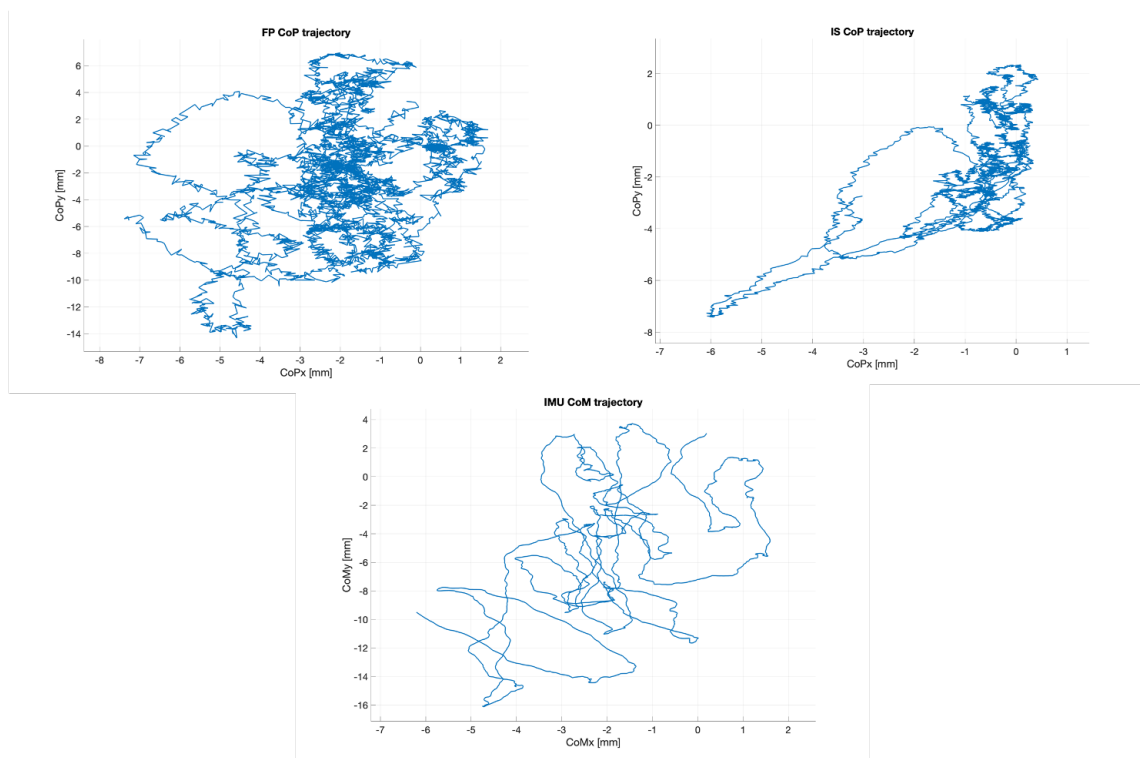 FP CoP trajectory
6
4
2
0
-2
-4
-6
-8
-10
-12
-14
CoPy [mm]
-8 -7 -6 -5 -4 -3 -2 -1 0 1 2
CoPx [mm]
IS CoP trajectory
2
0
-2
-4
-6
-8
CoPy [mm]
-7 -6 -5 -4 -3 -2 -1 0 1
CoPx [mm]
IMU CoM trajectory
4
2
0
-2
-4
-6
-8
-10
-12
-14
-16
CoMy [mm]
-7 -6 -5 -4 -3 -2 -1 0 1 2
CoMx [mm]